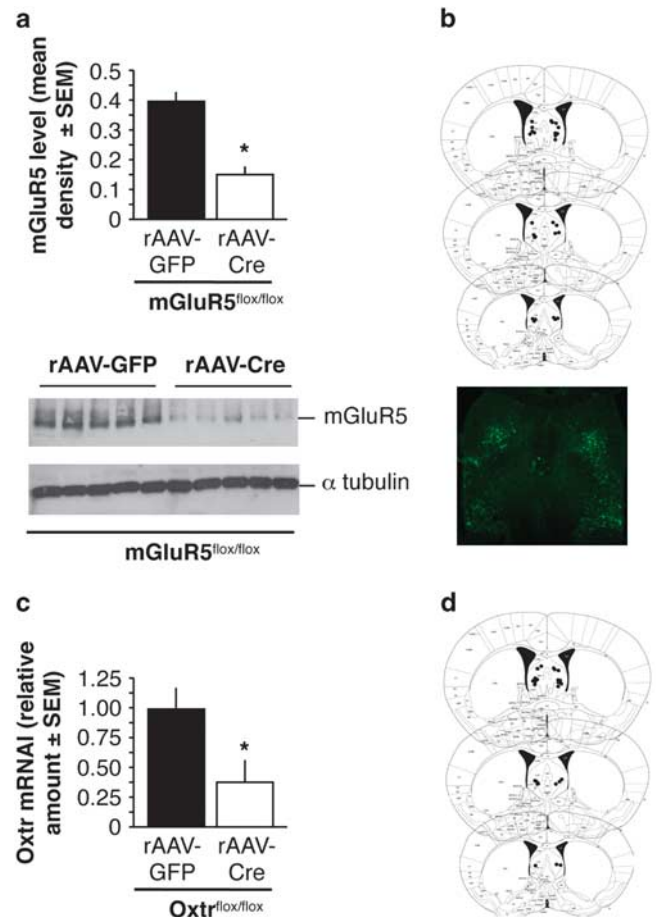 a
mGluR5 level (mean
density ± SEM)
0.5
0.4
0.3
0.2
0.1
0
*
rAAV-
GFP
rAAV-
Cre
mGluR5flox/flox
rAAV-GFP
rAAV-Cre
mGluR5
α tubulin
mGluR5flox/flox
b
c
Oxtr mRNAl (relative
amount ± SEM)
1.25
1.00
0.75
0.50
0.25
0
*
rAAV-
GFP
rAAV-
Cre
Oxtrflox/flox
d